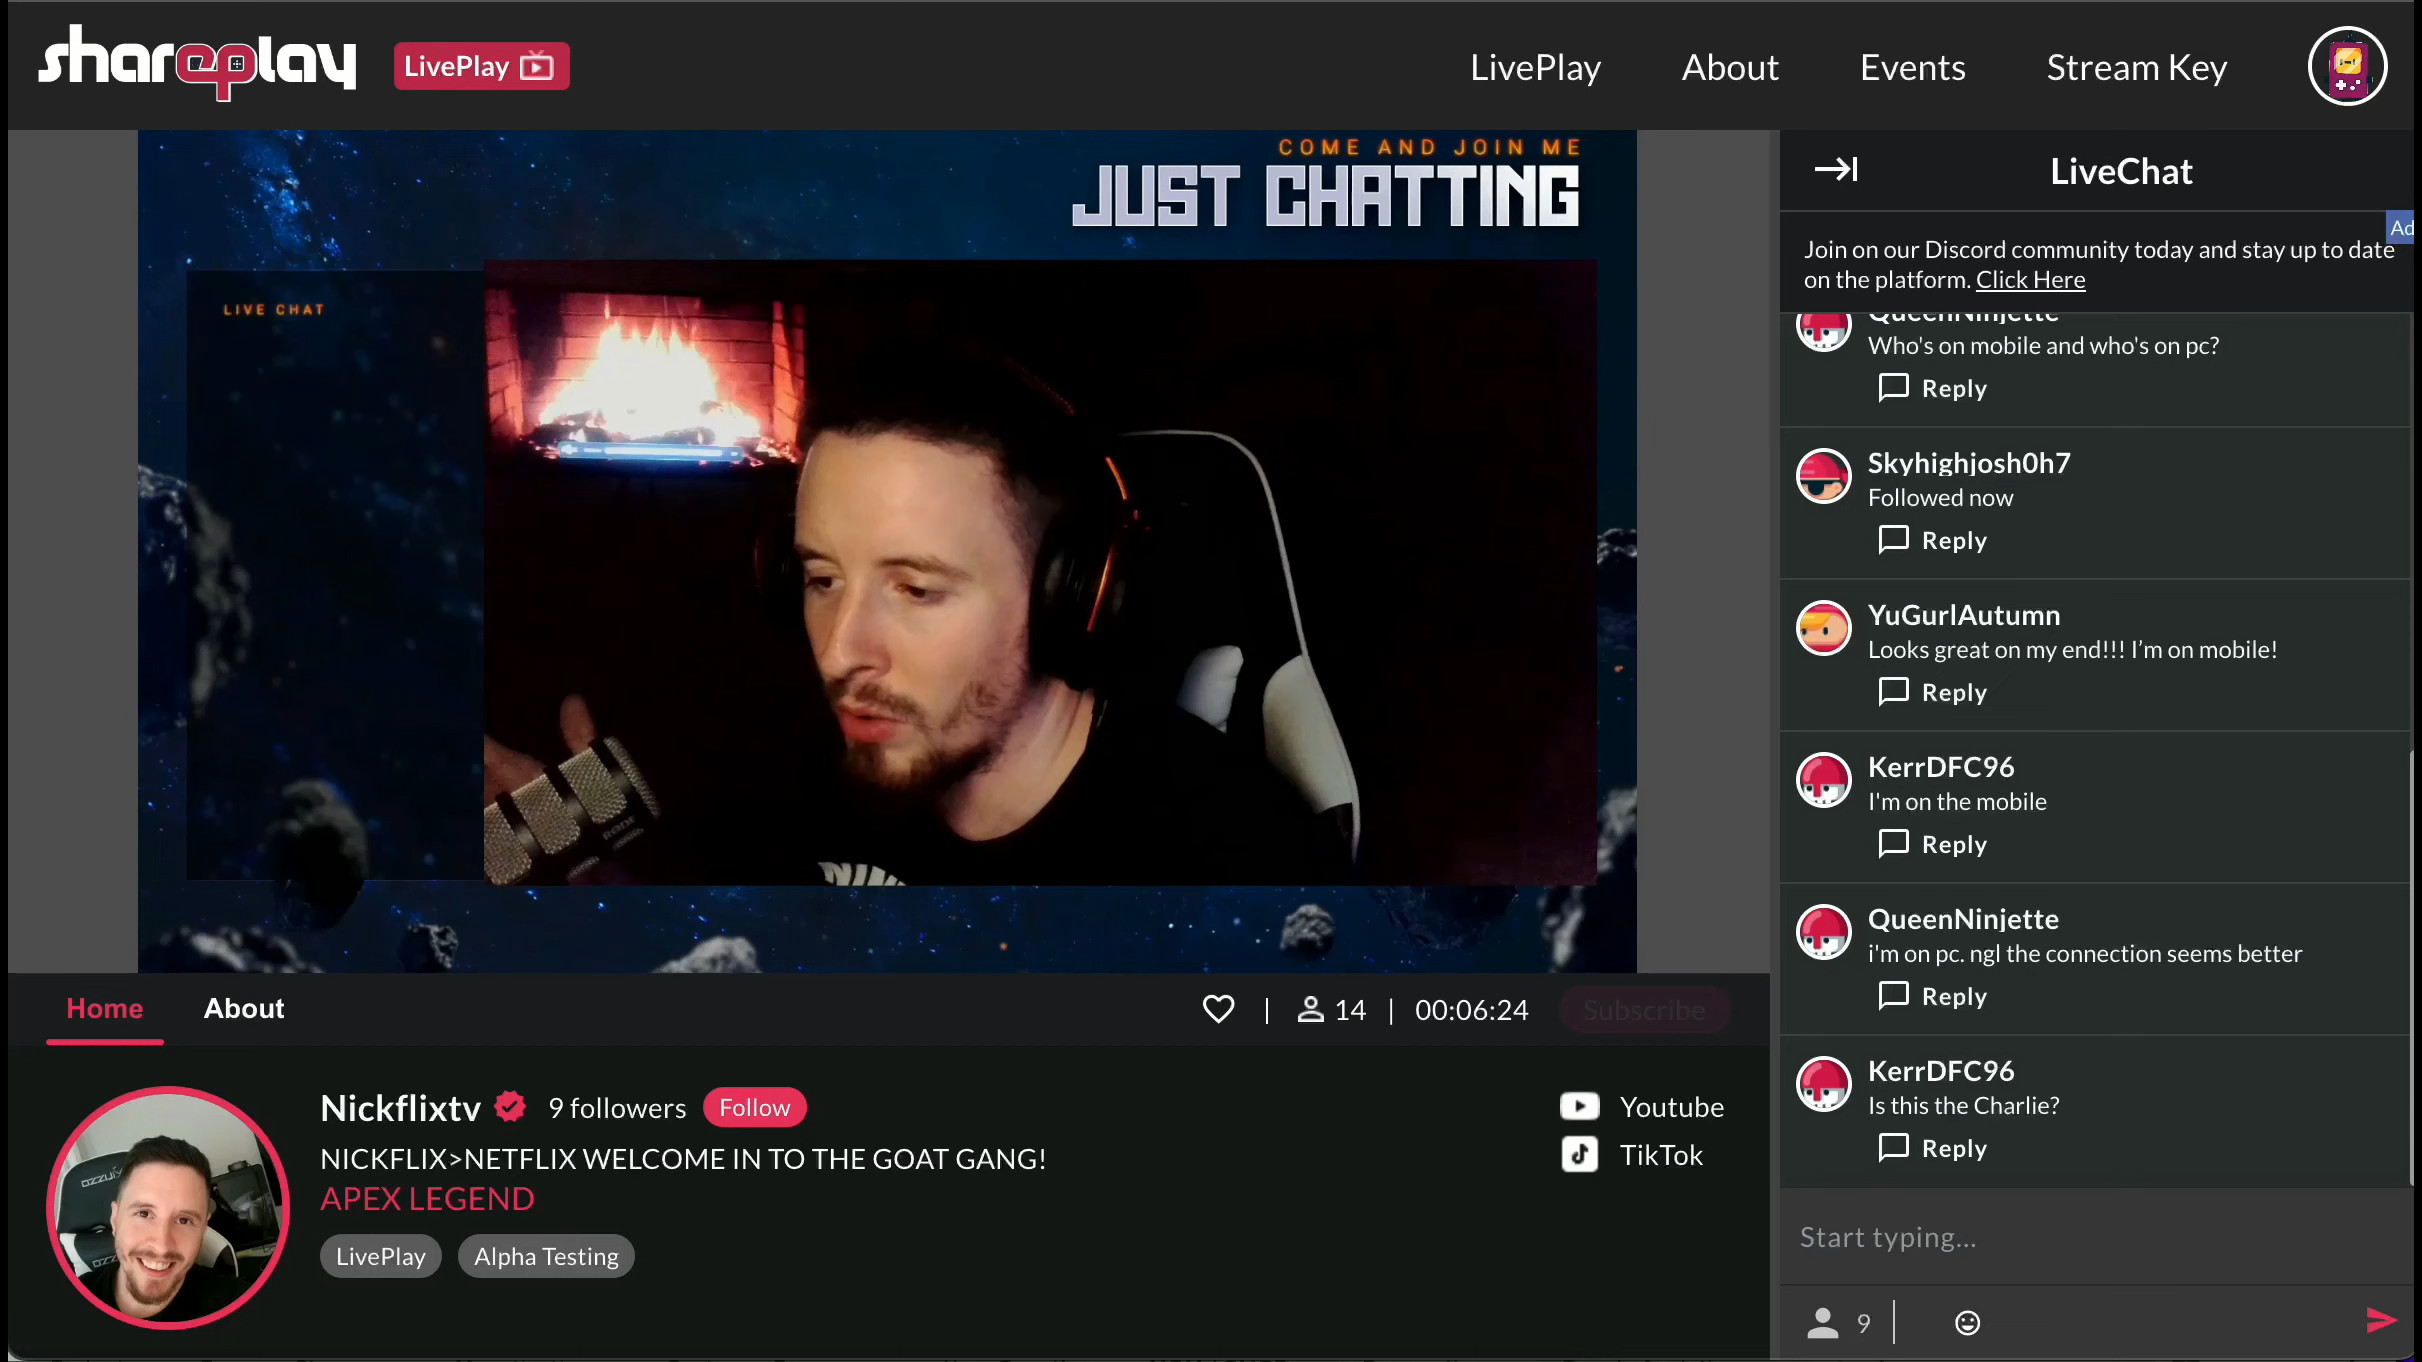 shareplay
LivePlay
LivePlay
About
Events
Stream Key
COME AND JOIN ME
JUST CHATTING
LIVE CHAT
RODE
Home
About
14
00:06:24
Subscribe
Nickflixtv
9 followers
Follow
NICKFLIX>NETFLIX WELCOME IN TO THE GOAT GANG!
APEX LEGEND
LivePlay
Alpha Testing
Youtube
TikTok
LiveChat
Ad
Join on our Discord community today and stay up to date
on the platform. Click Here
QueenNinjette
Who's on mobile and who's on pc?
Reply
Skyhighjosh0h7
Followed now
Reply
YuGurlAutumn
Looks great on my end!!! I’m on mobile!
Reply
KerrDFC96
I'm on the mobile
Reply
QueenNinjette
i'm on pc. ngl the connection seems better
Reply
KerrDFC96
Is this the Charlie?
Reply
Start typing...
9